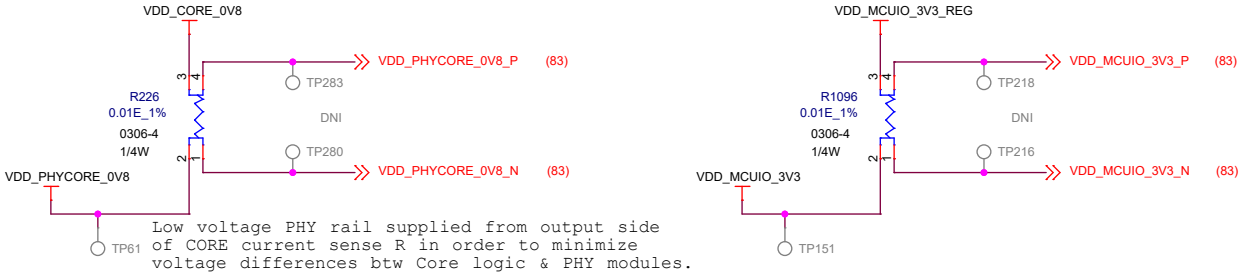 VDD_CORE_0V8
3
4
VDD_PHYCORE_0V8_P (83)
TP283
R226
0.01E_1%
0306-4
1/4W
DNI
TP280
2
1
VDD_PHYCORE_0V8_N (83)
VDD_PHYCORE_0V8
TP61
Low voltage PHY rail supplied from output side
of CORE current sense R in order to minimize
voltage differences btw Core logic & PHY modules.
VDD_MCUIO_3V3_REG
3
4
VDD_MCUIO_3V3_P (83)
TP218
R1096
0.01E_1%
0306-4
1/4W
DNI
TP216
2
1
VDD_MCUIO_3V3_N (83)
VDD_MCUIO_3V3
TP151